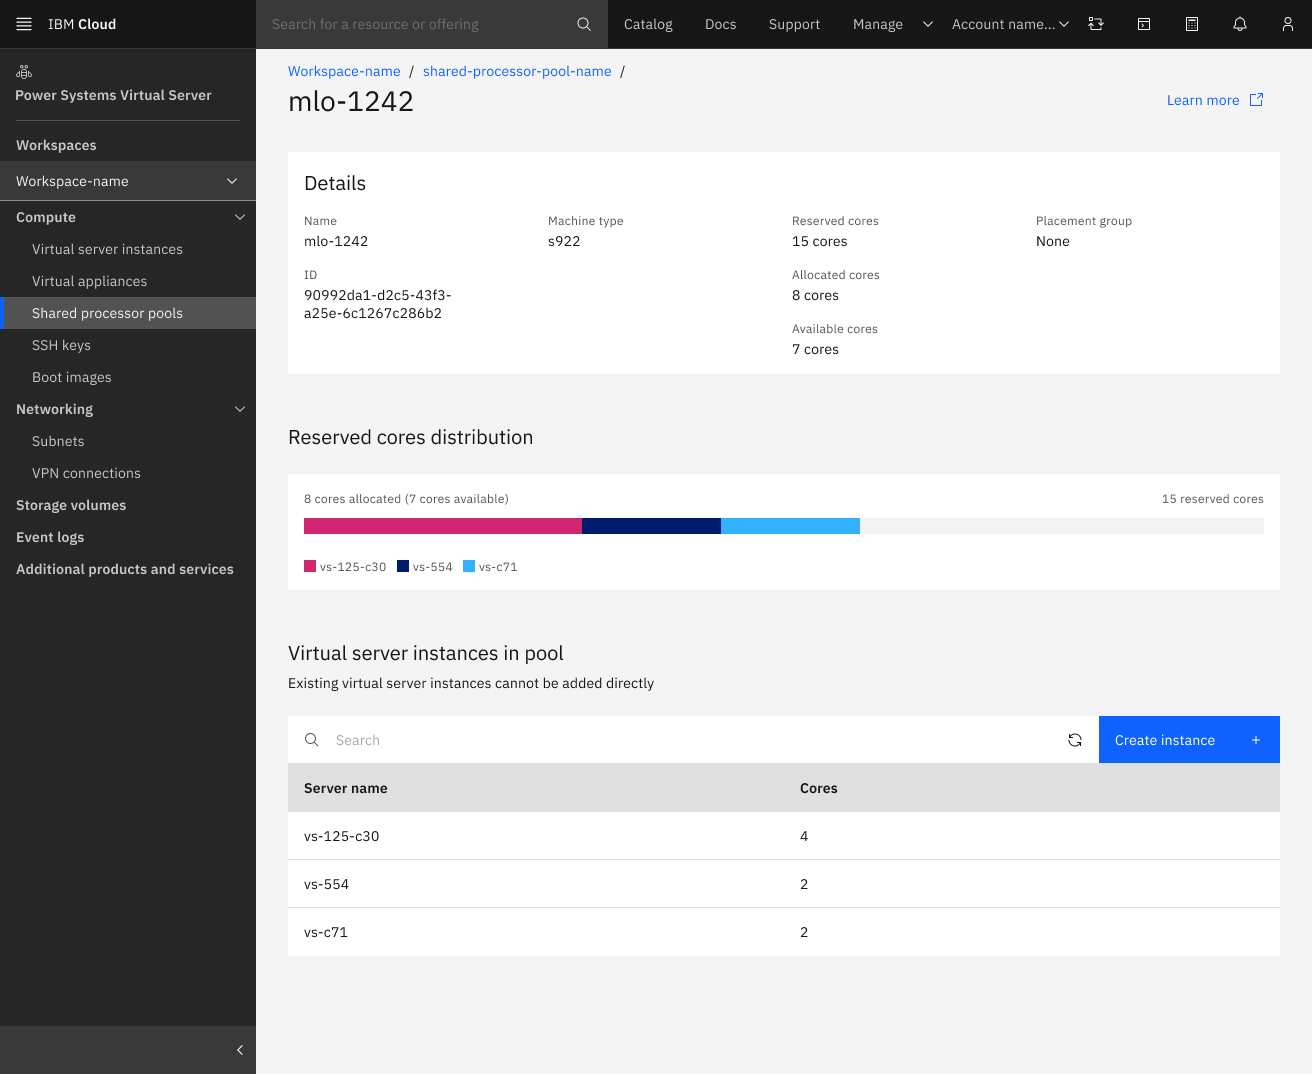 IBM Cloud
Search for a resource or offering
Catalog
Docs
Support
Manage
Account name...
Power Systems Virtual Server
Workspaces
Workspace-name
Compute
Virtual server instances
Virtual appliances
Shared processor pools
SSH keys
Boot images
Networking
Subnets
VPN connections
Storage volumes
Event logs
Additional products and services
Workspace-name / shared-processor-pool-name /
mlo-1242
Learn more
Details
Name
mlo-1242
ID
90992da1-d2c5-43f3-
a25e-6c1267c286b2
Machine type
s922
Reserved cores
15 cores
Allocated cores
8 cores
Available cores
7 cores
Placement group
None
Reserved cores distribution
8 cores allocated (7 cores available)
15 reserved cores
vs-125-c30 vs-554 vs-c71
Virtual server instances in pool
Existing virtual server instances cannot be added directly
Search
Create instance +
Server name Cores
vs-125-c30 4
vs-554 2
vs-c71 2